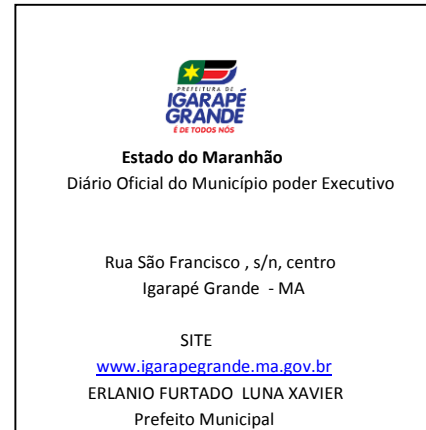 PREFEITURA DE
IGARAPÉ
GRANDE
É DE TODOS NÓS
Estado do Maranhão
Diário Oficial do Município poder Executivo
Rua São Francisco , s/n, centro
Igarapé Grande - MA
SITE
www.igarapegrande.ma.gov.br
ERLANIO FURTADO LUNA XAVIER
Prefeito Municipal